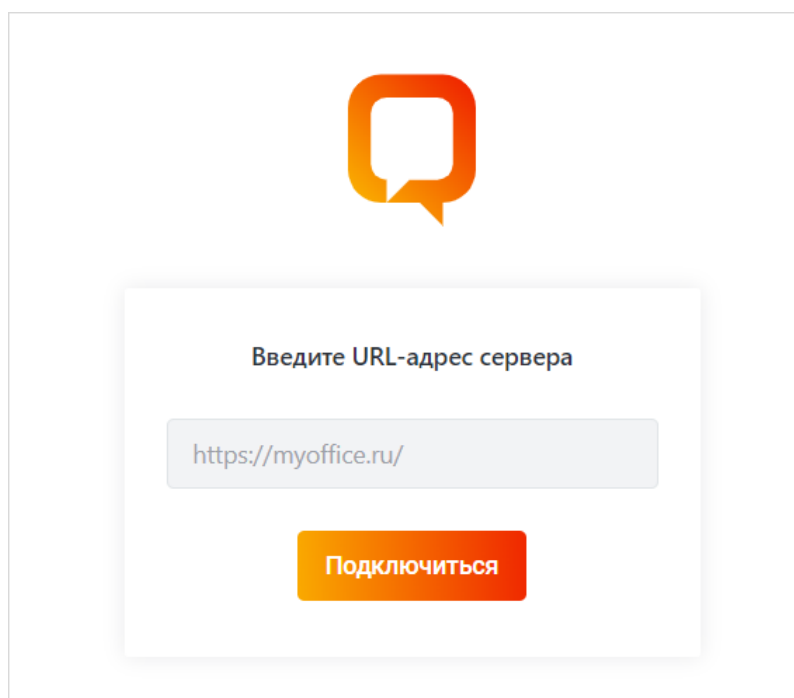 Введите URL-адрес сервера
https://myoffice.ru/
Подключиться